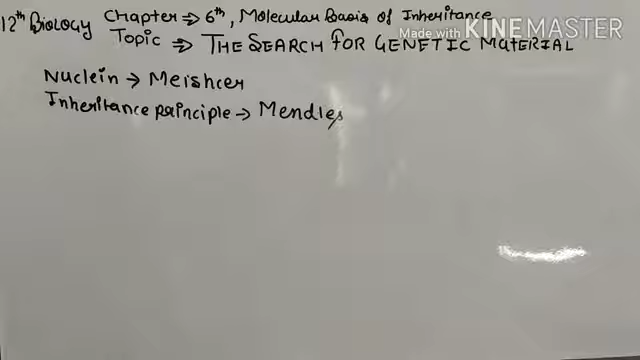 12th Biology Chapter ⇒ 6th, Molecular Basis of Inheritance
Made with KINEMASTER
Topic ⇒ THE SEARCH FOR GENETIC MATERIAL
Nuclein → Meishcer
Inheritance principle → Mendles